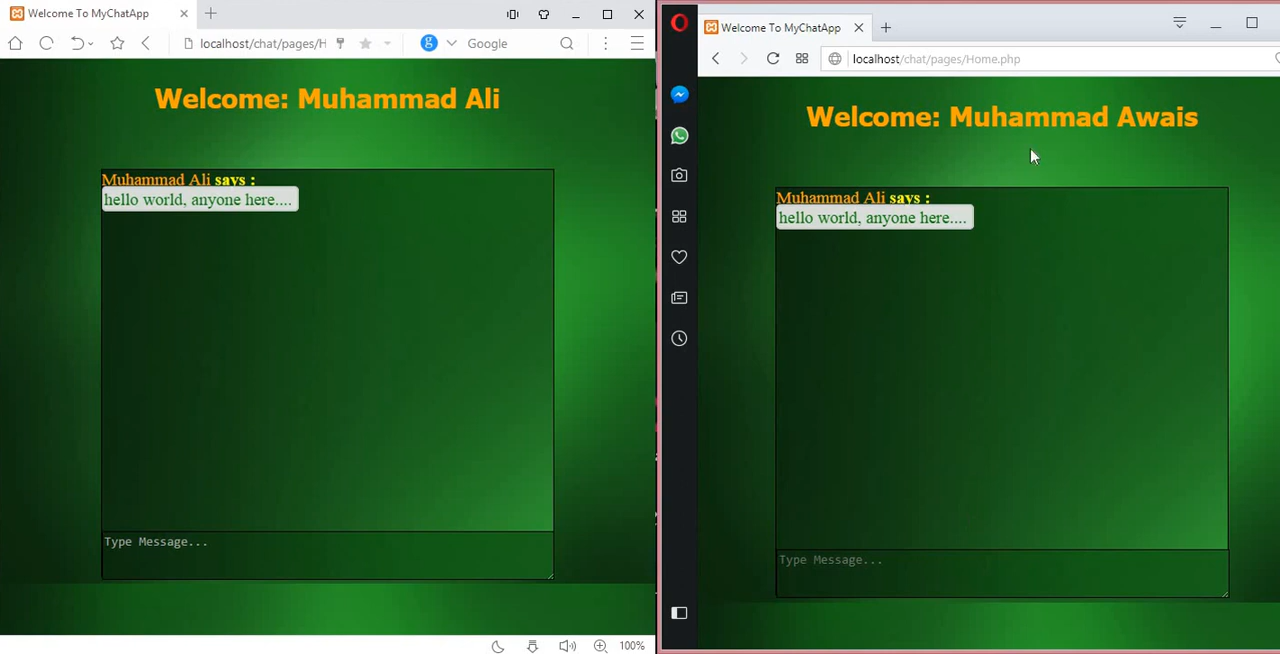 Welcome To MyChatApp
localhost/chat/pages/H
Google
Welcome: Muhammad Ali
Muhammad Ali says :
hello world, anyone here....
Type Message...
100%
Welcome To MyChatApp
localhost/chat/pages/Home.php
Welcome: Muhammad Awais
Muhammad Ali says :
hello world, anyone here....
Type Message...